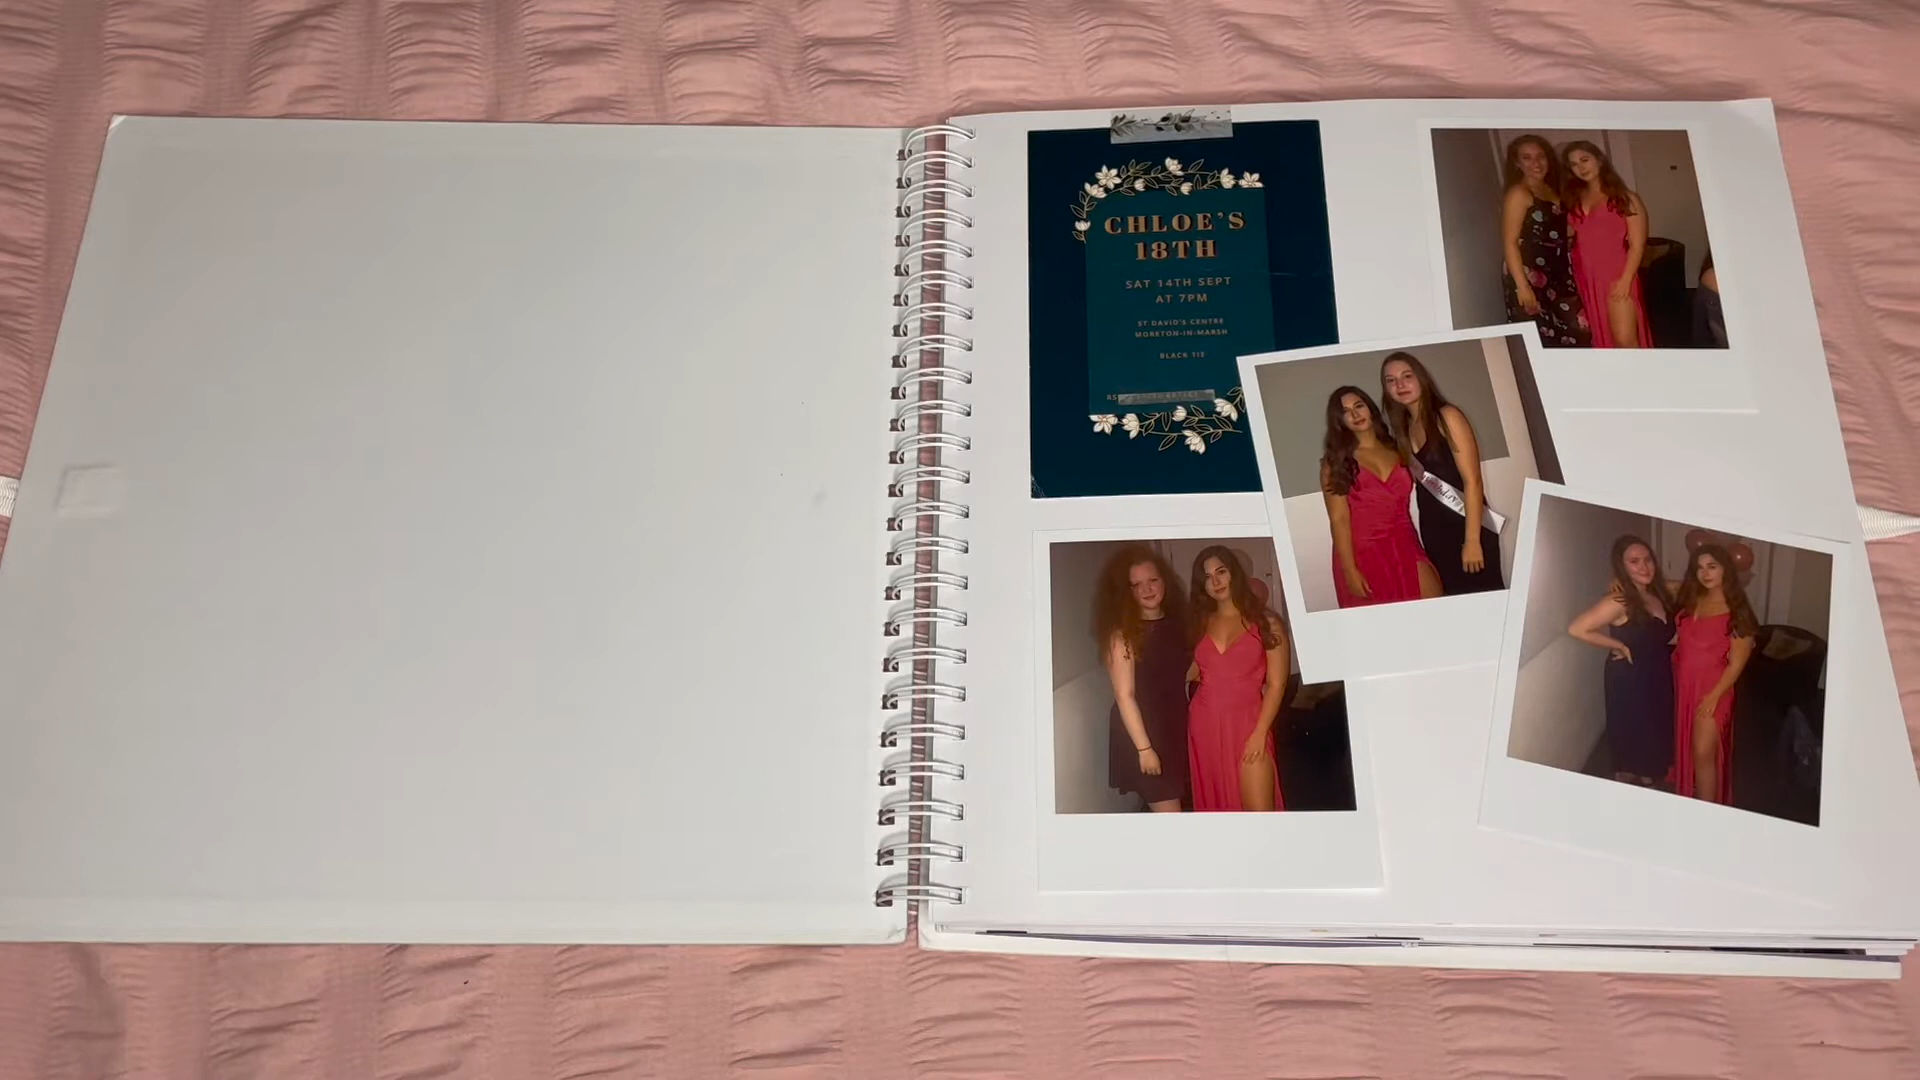 CHLOE'S
18TH
SAT 14TH SEPT
AT 7PM
ST DAVID'S CENTRE
MORETON-IN-MARSH
BLACK TIE